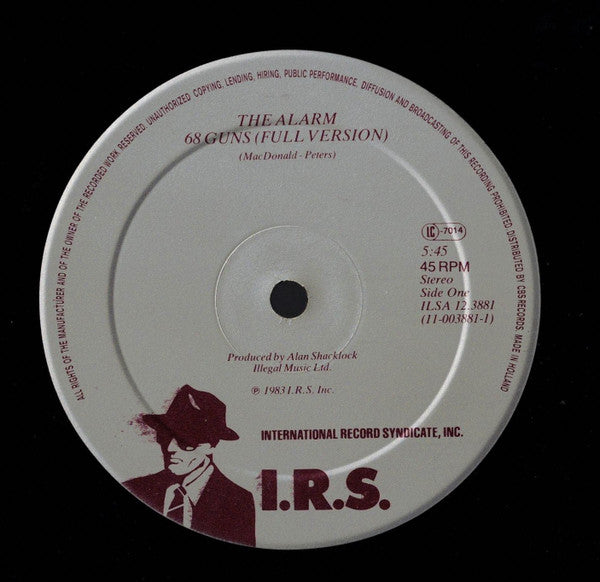 ALL RIGHTS OF THE MANUFACTURER AND OF THE OWNER OF THE RECORDED WORK RESERVED. UNAUTHORIZED COPYING, LENDING, HIRING, PUBLIC PERFORMANCE, DIFFUSION AND BROADCASTING OF THIS RECORDING PROHIBITED. DISTRIBUTED BY CBS RECORDS. MADE IN HOLLAND
THE ALARM
68 GUNS (FULL VERSION)
(MacDonald - Peters)
LC-7014
5:45
45 RPM
Stereo
Side One
ILSA 12.3881
(11-003881-1)
Produced by Alan Shacklock
Illegal Music Ltd.
℗ 1983 I.R.S. Inc.
INTERNATIONAL RECORD SYNDICATE, INC.
I.R.S.